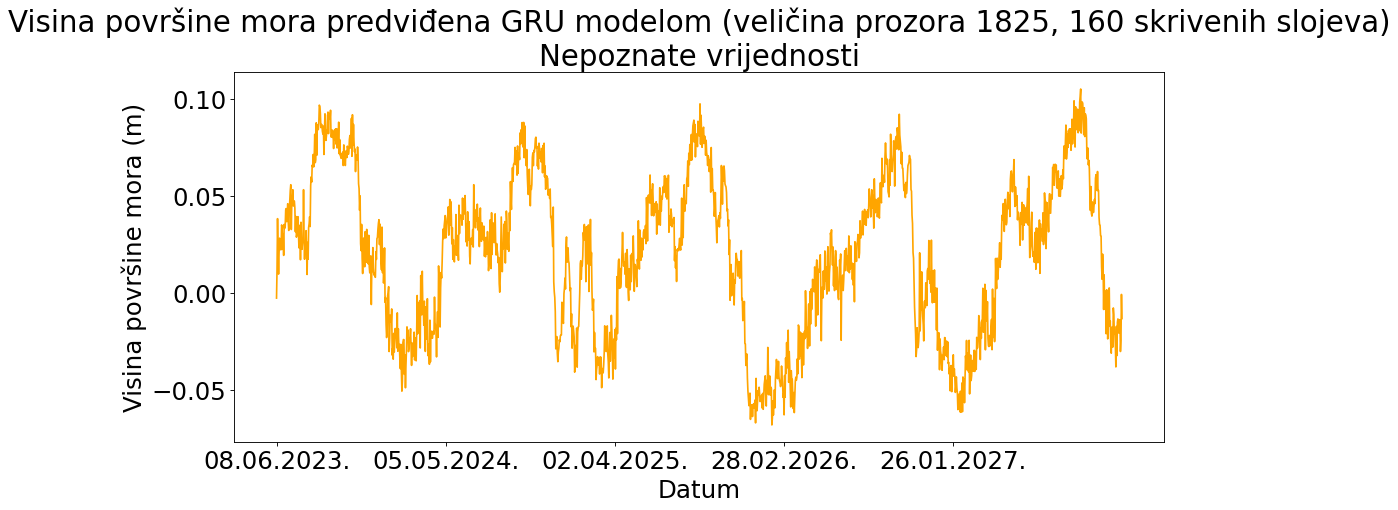 Visina površine mora predviđena GRU modelom (veličina prozora 1825, 160 skrivenih slojeva)
Nepoznate vrijednosti
Visina površine mora (m)
0.10
0.05
0.00
−0.05
08.06.2023. 05.05.2024. 02.04.2025. 28.02.2026. 26.01.2027.
Datum